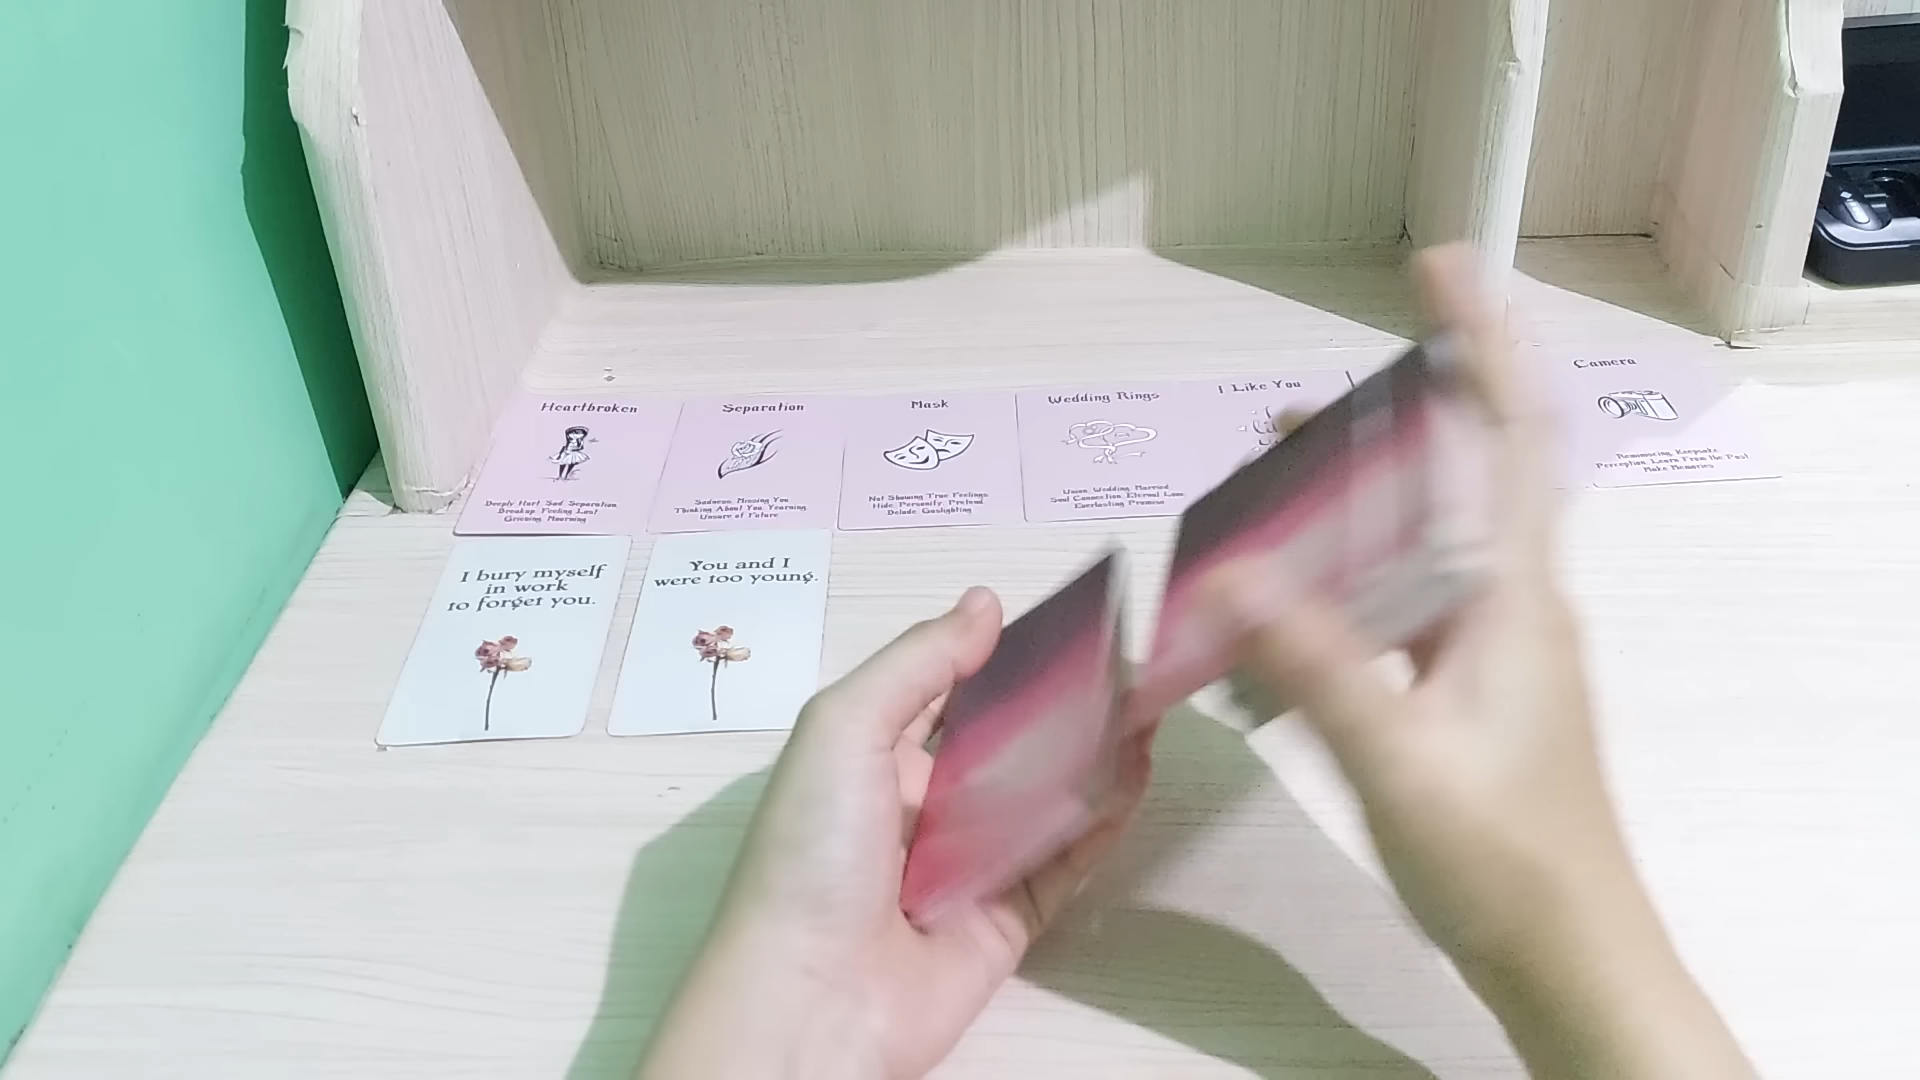 Heartbroken
Deeply Hurt Sad Separation
Breakup Feeling Lost
Grieving Mourning
Separation
Sadness Missing You
Thinking About You Yearning
Unsure of Future
Mask
Not Showing True Feelings
Hide Personify Pretend
Delude Gaslighting
Wedding Rings
Union, Wedding, Married,
Soul Connection, Eternal Love
Everlasting Promise
I Like You
Camera
Reminiscing, Keepsake,
Perception, Learn From the Past
Make Memories
I bury myself
in work
to forget you.
You and I
were too young.